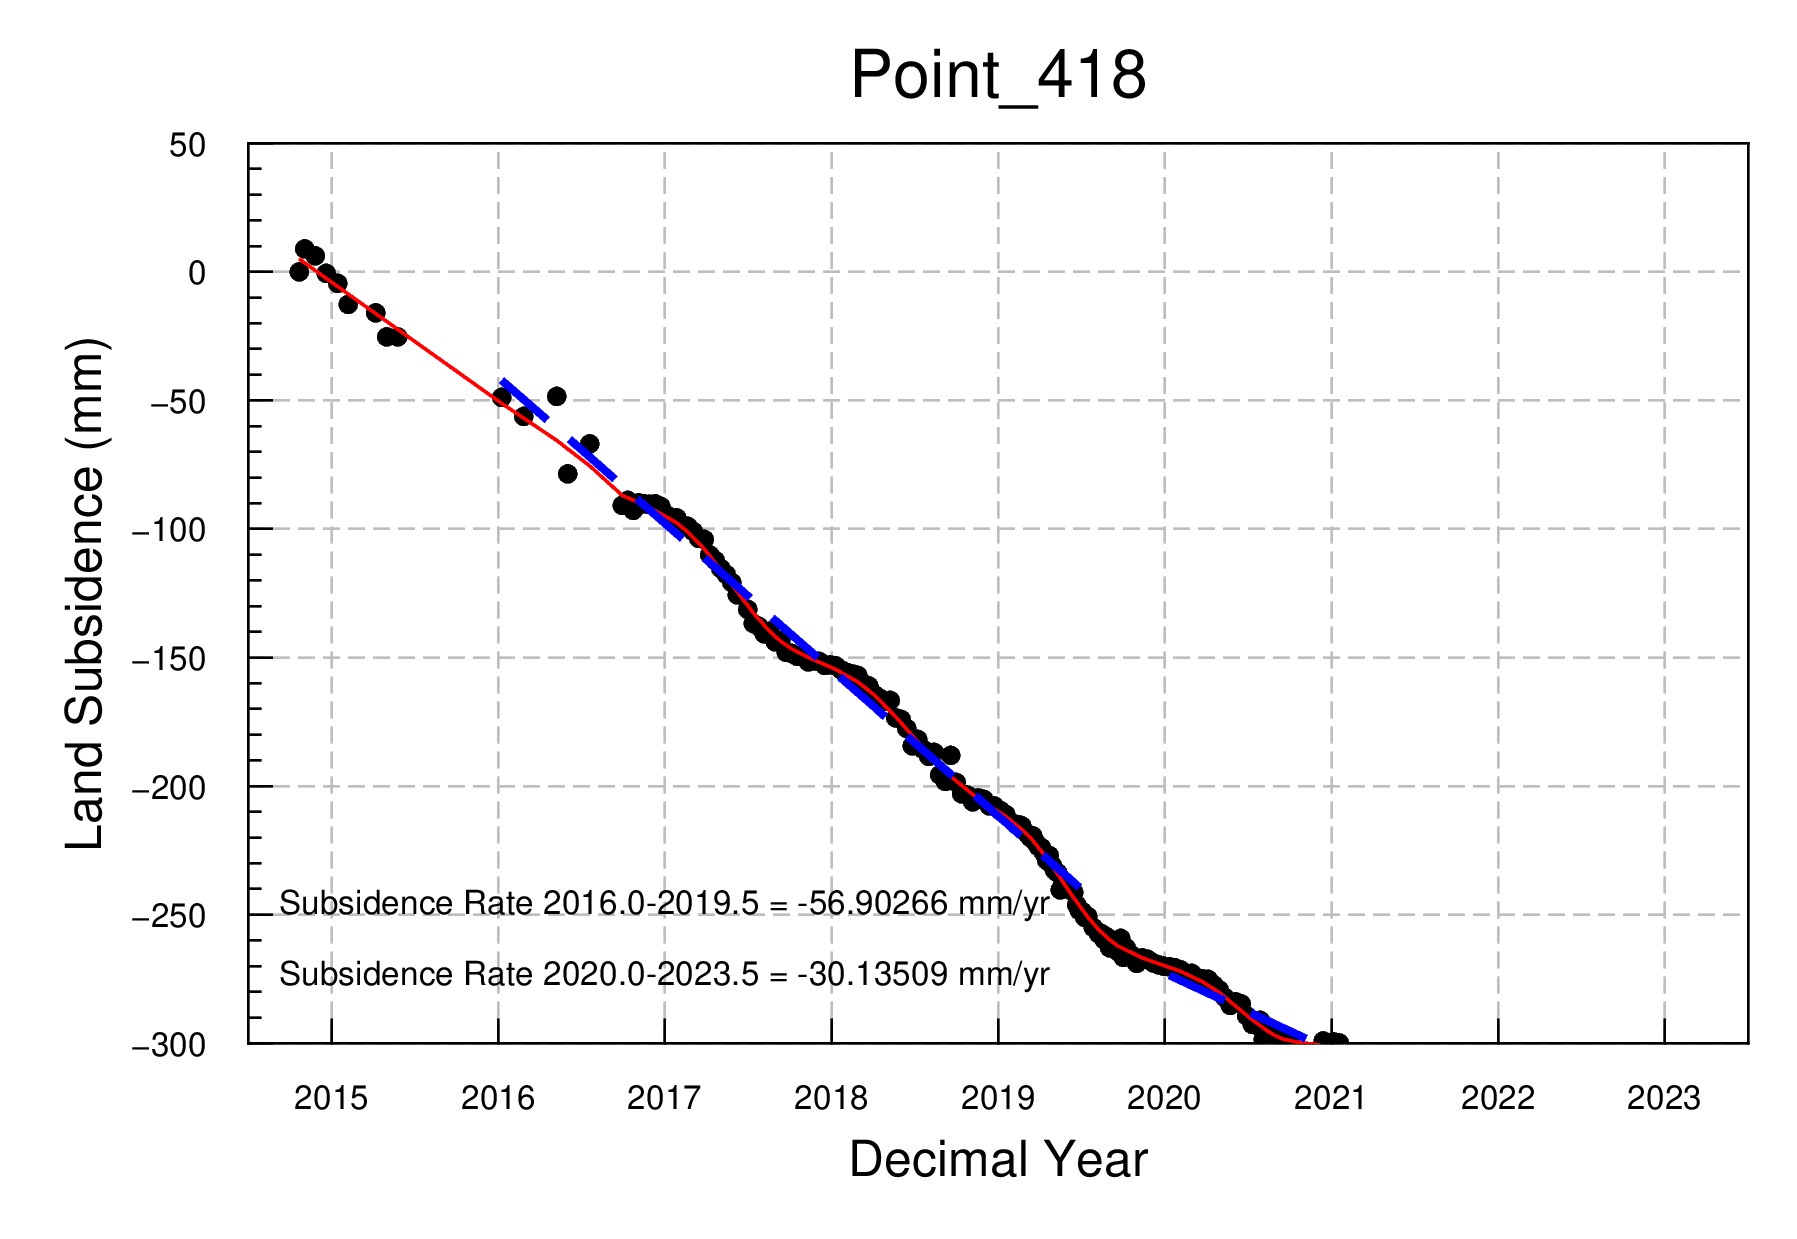 Point_418
50
0
−50
−100
−150
−200
−250
−300
Land Subsidence (mm)
Subsidence Rate 2016.0-2019.5 = -56.90266 mm/yr
Subsidence Rate 2020.0-2023.5 = -30.13509 mm/yr
2015 2016 2017 2018 2019 2020 2021 2022 2023
Decimal Year